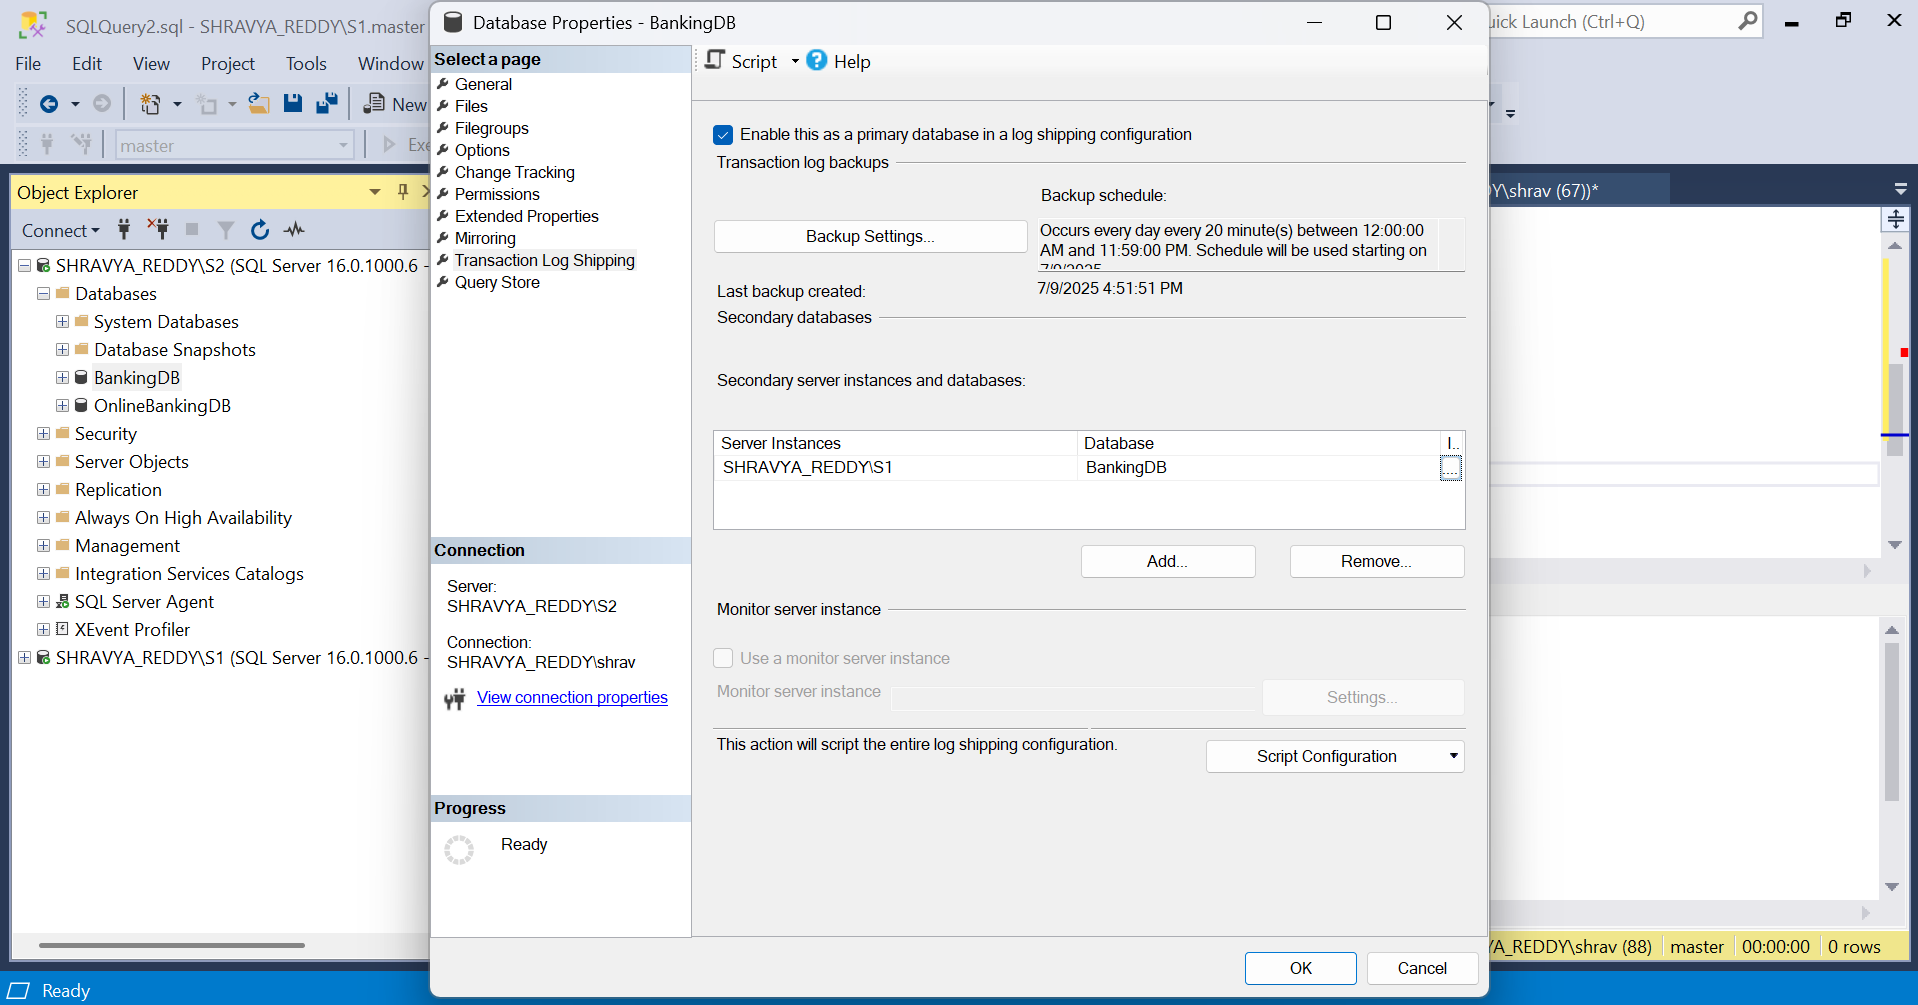 SQLQuery2.sql - SHRAVYA_REDDY\S1.master
uick Launch (Ctrl+Q)
File Edit View Project Tools Window
New
master
Exe
Object Explorer
Connect
SHRAVYA_REDDY\S2 (SQL Server 16.0.1000.6 -
Databases
System Databases
Database Snapshots
BankingDB
OnlineBankingDB
Security
Server Objects
Replication
Always On High Availability
Management
Integration Services Catalogs
SQL Server Agent
XEvent Profiler
SHRAVYA_REDDY\S1 (SQL Server 16.0.1000.6 -
Database Properties - BankingDB
Select a page
General
Files
Filegroups
Options
Change Tracking
Permissions
Extended Properties
Mirroring
Transaction Log Shipping
Query Store
Connection
Server:
SHRAVYA_REDDY\S2
Connection:
SHRAVYA_REDDY\shrav
View connection properties
Progress
Ready
Script Help
Enable this as a primary database in a log shipping configuration
Transaction log backups
Backup schedule:
Backup Settings...
Occurs every day every 20 minute(s) between 12:00:00
AM and 11:59:00 PM. Schedule will be used starting on
7/9/2025
Last backup created:
7/9/2025 4:51:51 PM
Secondary databases
Secondary server instances and databases:
Server Instances Database I..
SHRAVYA_REDDY\S1 BankingDB ...
Add... Remove...
Monitor server instance
Use a monitor server instance
Monitor server instance
Settings...
This action will script the entire log shipping configuration.
Script Configuration
OK Cancel
Y\shrav (67))*
A_REDDY\shrav (88) master 00:00:00 0 rows
Ready